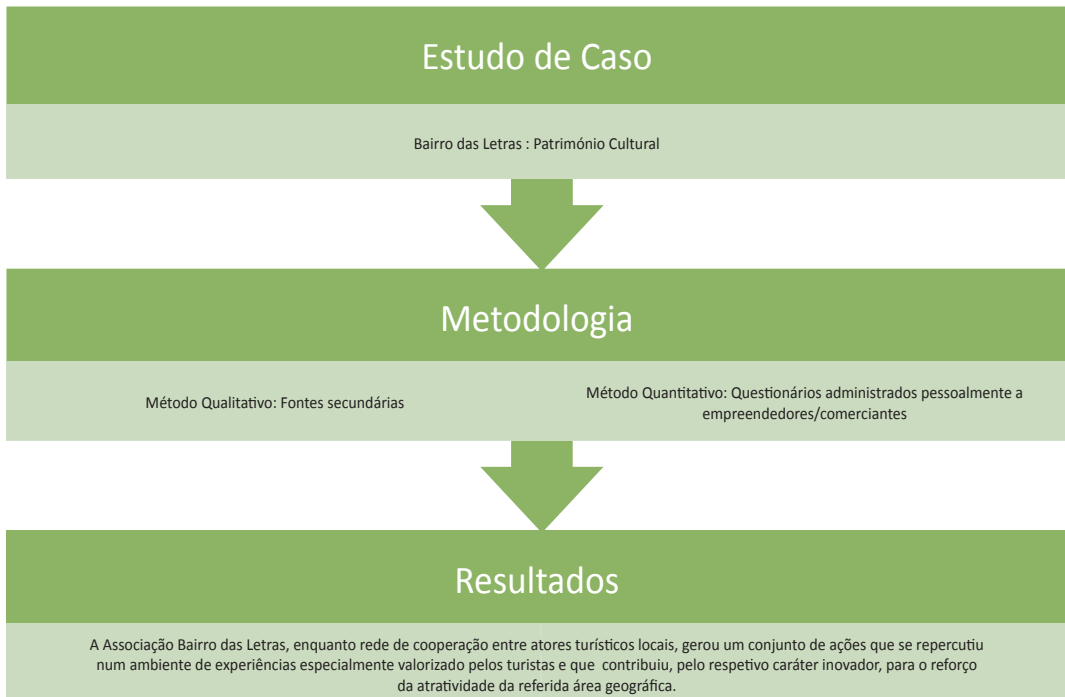 Estudo de Caso
Bairro das Letras : Património Cultural
Metodologia
Método Qualitativo: Fontes secundárias
Método Quantitativo: Questionários administrados pessoalmente a
empreendedores/comerciantes
Resultados
A Associação Bairro das Letras, enquanto rede de cooperação entre atores turísticos locais, gerou um conjunto de ações que se repercutiu
num ambiente de experiências especialmente valorizado pelos turistas e que contribuiu, pelo respetivo caráter inovador, para o reforço
da atratividade da referida área geográfica.